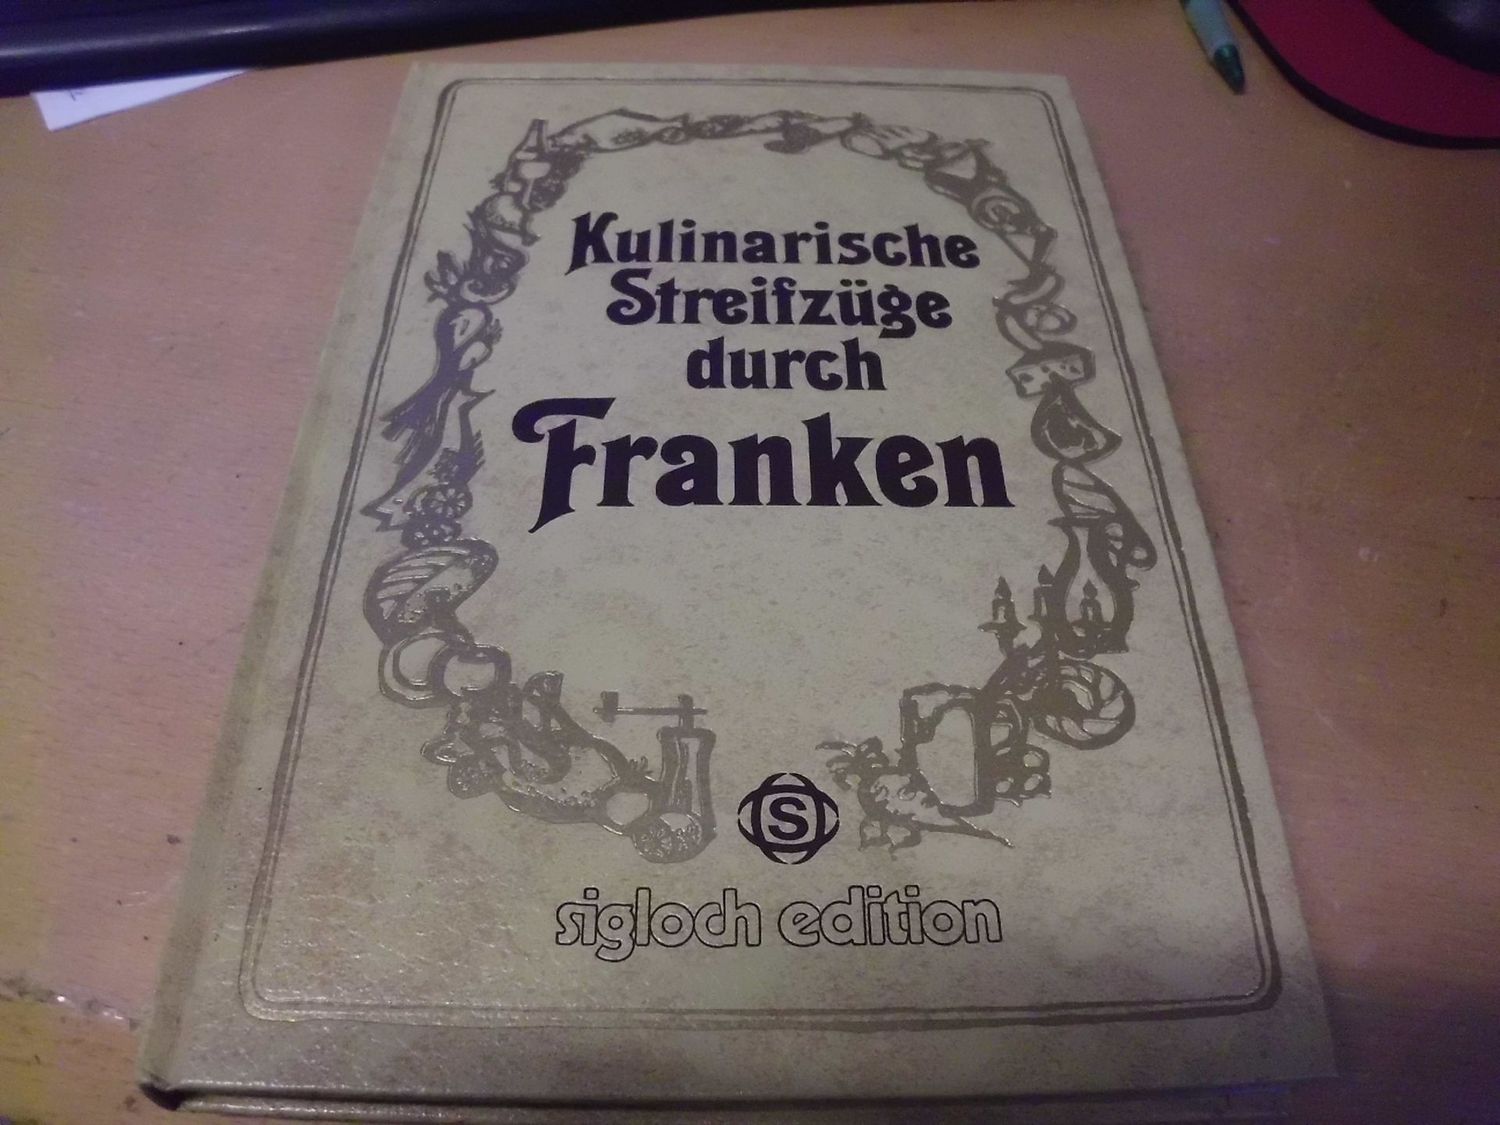 Kulinarische
Streifzüge
durch
Franken
S
sigloch edition